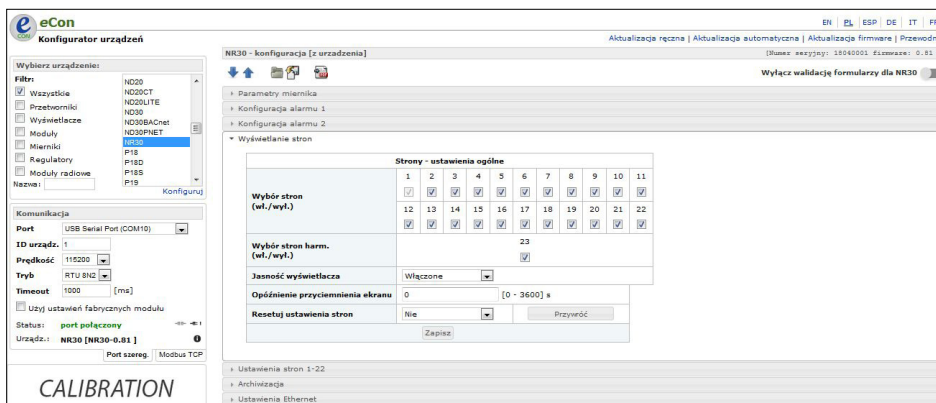 eCon
CON
Konfigurator urządzeń
EN PL ESP DE IT FR
Aktualizacja ręczna | Aktualizacja automatyczna | Aktualizacja firmware | Przewodn
Wybierz urządzenie:
Filtr:
Wszystkie
Przetworniki
Wyświetlacze
Moduły
Mierniki
Regulatory
Moduły radiowe
Nazwa:
ND20
ND20CT
ND20LITE
ND30
ND30BACnet
ND30PNET
NR30
P18
P18D
P18S
P19
Konfiguruj
Komunikacja
Port USB Serial Port (COM10)
ID urządz. 1
Prędkość 115200
Tryb RTU 8N2
Timeout 1000 [ms]
Użyj ustawień fabrycznych modułu
Status: port połączony
Urządz.: NR30 [NR30-0.81 ]
Port szereg. Modbus TCP
CALIBRATION
NR30 - konfiguracja [z urzadzenia]
[Numer seryjny: 18040001 firmware: 0.81
Wyłącz walidację formularzy dla NR30
Parametry miernika
Konfiguracja alarmu 1
Konfiguracja alarmu 2
Wyświetlanie stron
Strony - ustawienia ogólne
Wybór stron
(wł./wył.)
1 2 3 4 5 6 7 8 9 10 11
12 13 14 15 16 17 18 19 20 21 22
Wybór stron harm.
(wł./wył.)
23
Jasność wyświetlacza Włączone
Opóźnienie przyciemnienia ekranu 0 [0 - 3600] s
Resetuj ustawienia stron Nie Przywróć
Zapisz
Ustawienia stron 1-22
Archiwizacja
Ustawienia Ethernet